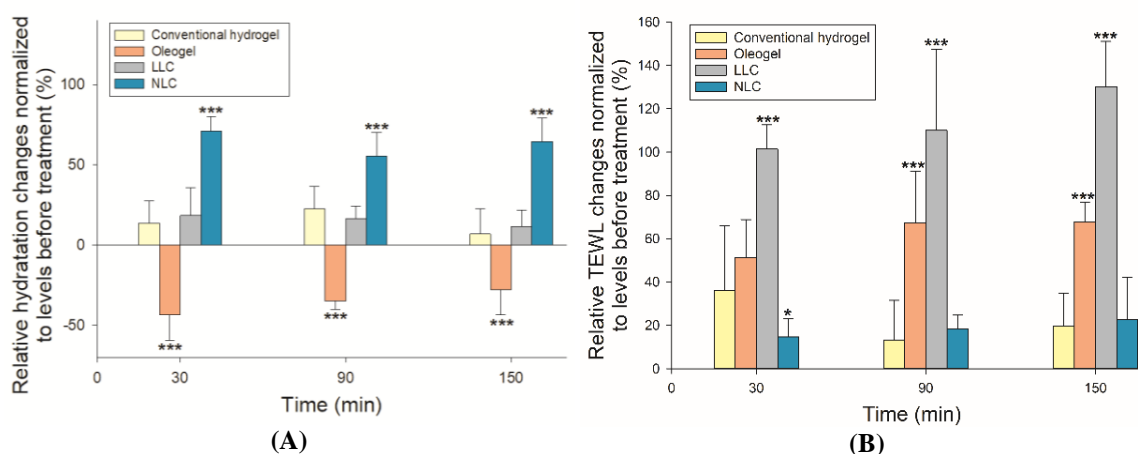 Relative hydratation changes normalized
to levels before treatment (%)
Conventional hydrogel
Oleogel
LLC
NLC
100
50
0
-50
***
***
***
***
***
***
0
30
90
150
Time (min)
(A)
Relative TEWL changes normalized
to levels before treatment (%)
Conventional hydrogel
Oleogel
LLC
NLC
160
140
120
100
80
60
40
20
0
***
*
***
***
***
***
0
30
90
150
Time (min)
(B)